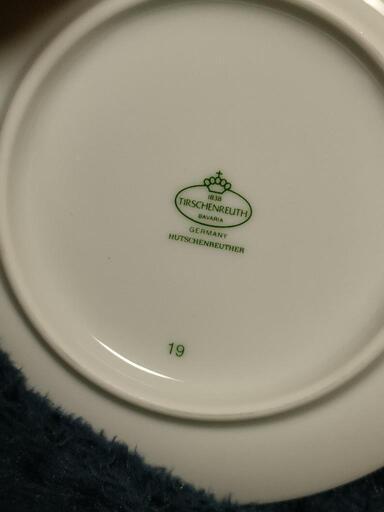 1838
TIRSCHENREUTH
BAVARIA
GERMANY
HUTSCHENREUTHER
19